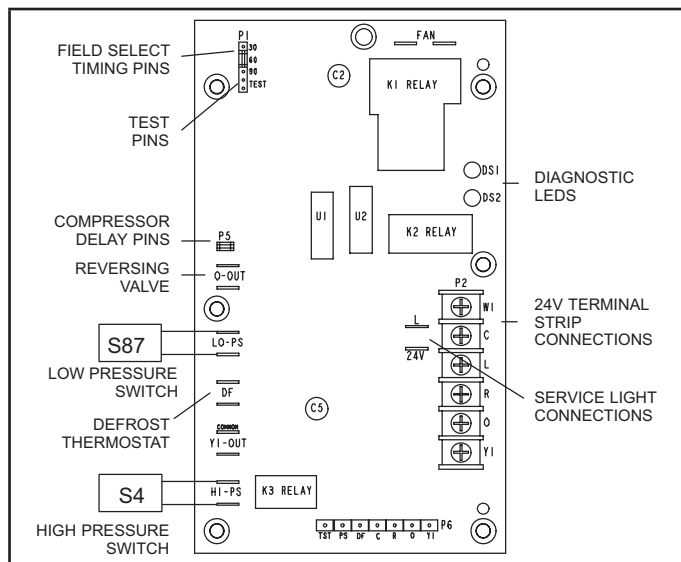 P1
FAN
FIELD SELECT
TIMING PINS
30
60
90
TEST
TEST
PINS
C2
K1 RELAY
DS1
DS2
DIAGNOSTIC
LEDS
U1
U2
K2 RELAY
COMPRESSOR
DELAY PINS
P5
REVERSING
VALVE
O-OUT
P2
W1
C
L
R
O
Y1
24V TERMINAL
STRIP
CONNECTIONS
L
24V
SERVICE LIGHT
CONNECTIONS
S87
LO-PS
LOW PRESSURE
SWITCH
DF
DEFROST
THERMOSTAT
C5
COMMON
Y1-OUT
S4
HI-PS
K3 RELAY
HIGH PRESSURE
SWITCH
P6
TST PS DF C R O Y1